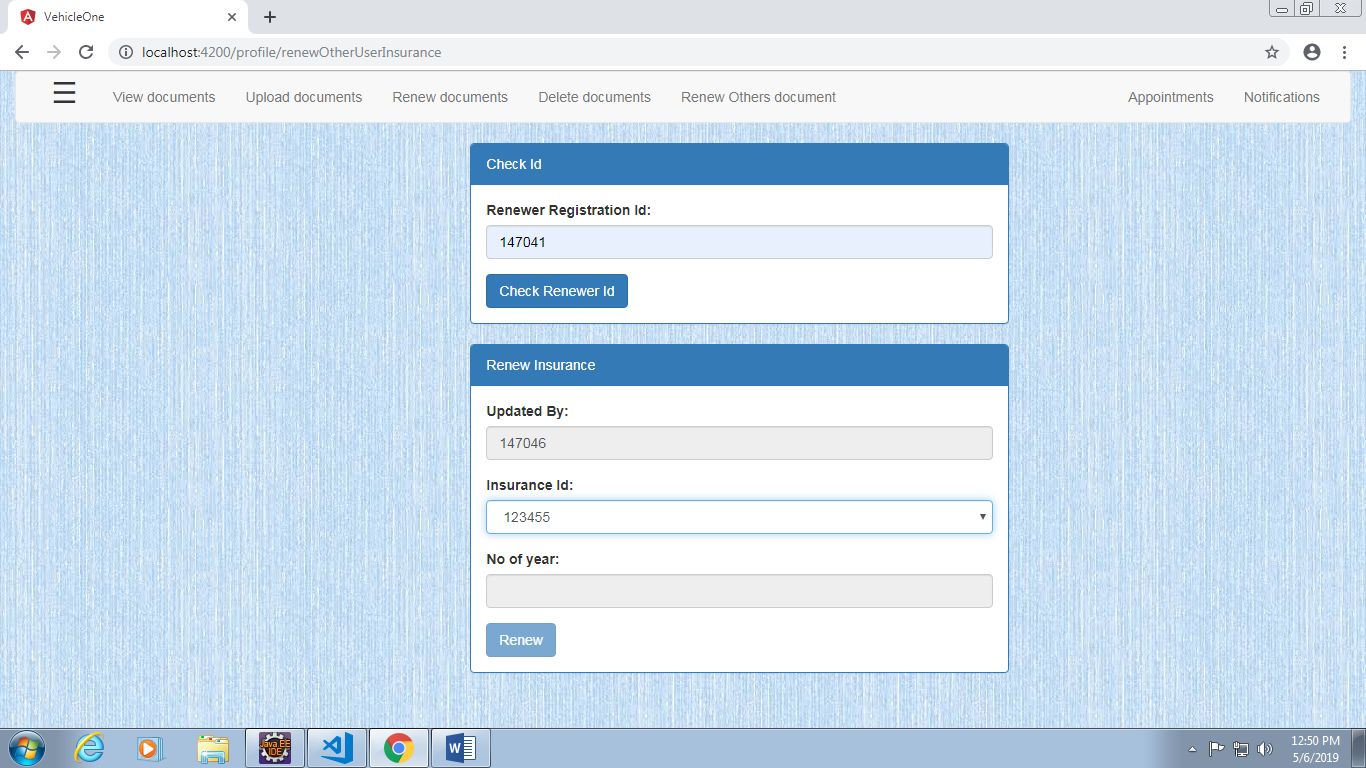 VehicleOne
localhost:4200/profile/renewOtherUserInsurance
View documents Upload documents Renew documents Delete documents Renew Others document Appointments Notifications
Check Id
Renewer Registration Id:
147041
Check Renewer Id
Renew Insurance
Updated By:
147046
Insurance Id:
123455
No of year:
Renew
Java EE
IDE
12:50 PM
5/6/2019